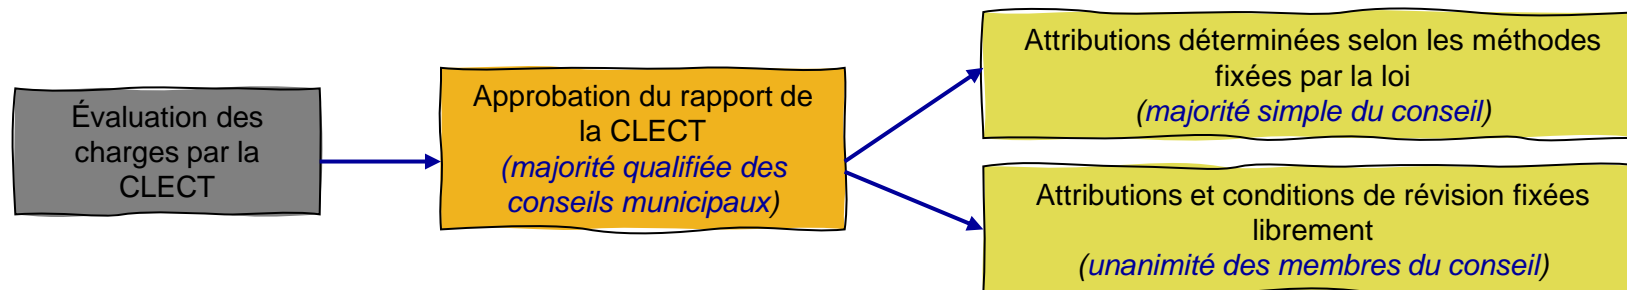 Évaluation des
charges par la
CLECT
Approbation du rapport de
la CLECT
(majorité qualifiée des
conseils municipaux)
Attributions déterminées selon les méthodes
fixées par la loi
(majorité simple du conseil)
Attributions et conditions de révision fixées
librement
(unanimité des membres du conseil)